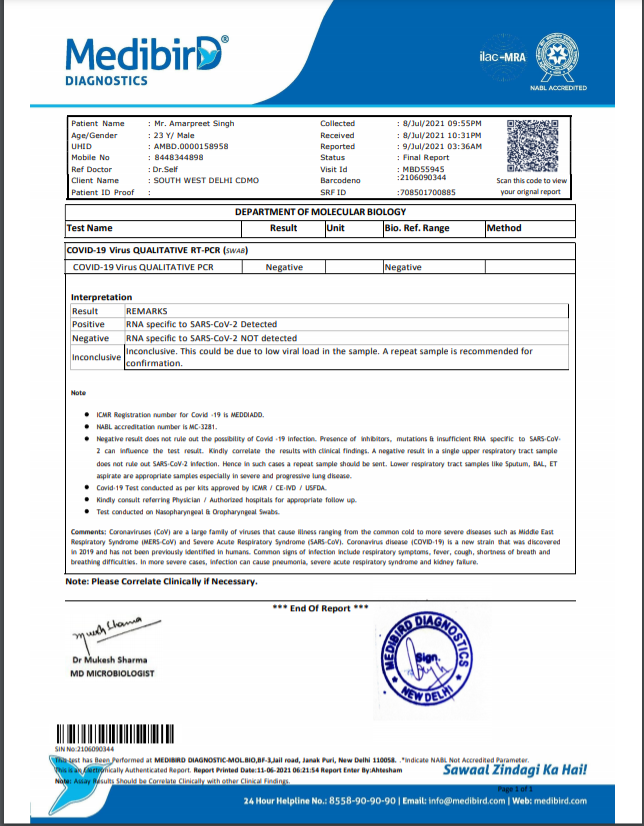 Medibird®
DIAGNOSTICS
ilac-MRA
NABL ACCREDITED
Patient Name : Mr. Amarpreet Singh Collected : 8/Jul/2021 09:55PM
Age/Gender : 23 Y/ Male Received : 8/Jul/2021 10:31PM
UHID : AMBD.0000158958 Reported : 9/Jul/2021 03:36AM
Mobile No : 8448344898 Status : Final Report
Ref Doctor : Dr.Self Visit Id : MBD55945
Client Name : SOUTH WEST DELHI CDMO Barcodeno :2106090344
Patient ID Proof : SRF ID :708501700885
Scan this code to view
your orignal report
DEPARTMENT OF MOLECULAR BIOLOGY
Test Name Result Unit Bio. Ref. Range Method
COVID-19 Virus QUALITATIVE RT-PCR (SWAB)
COVID-19 Virus QUALITATIVE PCR Negative Negative
Interpretation
Result REMARKS
Positive RNA specific to SARS-CoV-2 Detected
Negative RNA specific to SARS-CoV-2 NOT detected
Inconclusive Inconclusive. This could be due to low viral load in the sample. A repeat sample is recommended for
confirmation.
Note
● ICMR Registration number for Covid -19 is MEDDIADD.
● NABL accreditation number is MC-3281.
● Negative result does not rule out the possibility of Covid -19 infection. Presence of inhibitors, mutations & insufficient RNA specific to SARS-CoV-
2 can influence the test result. Kindly correlate the results with clinical findings. A negative result in a single upper respiratory tract sample
does not rule out SARS-CoV-2 infection. Hence in such cases a repeat sample should be sent. Lower respiratory tract samples like Sputum, BAL, ET
aspirate are appropriate samples especially in severe and progressive lung disease.
● Covid-19 Test conducted as per kits approved by ICMR / CE-IVD / USFDA.
● Kindly consult referring Physician / Authorized hospitals for appropriate follow up.
● Test conducted on Nasopharyngeal & Oropharyngeal Swabs.
Comments: Coronaviruses (CoV) are a large family of viruses that cause illness ranging from the common cold to more severe diseases such as Middle East
Respiratory Syndrome (MERS-CoV) and Severe Acute Respiratory Syndrome (SARS-CoV). Coronavirus disease (COVID-19) is a new strain that was discovered
in 2019 and has not been previously identified in humans. Common signs of infection include respiratory symptoms, fever, cough, shortness of breath and
breathing difficulties. In more severe cases, infection can cause pneumonia, severe acute respiratory syndrome and kidney failure.
Note: Please Correlate Clinically if Necessary.
*** End Of Report ***
Mukesh Sharma
Dr Mukesh Sharma
MD MICROBIOLOGIST
MEDIBIRD DIAGNOSTICS
Sign.
★ NEW DELHI ★
SIN No:2106090344
This test has Been Performed at MEDIBIRD DIAGNOSTIC-MOL.BIO,BF-3,Jail road, Janak Puri, New Delhi 110058. .*Indicate NABL Not Accredited Parameter.
This is an Electronically Authenticated Report. Report Printed Date:11-06-2021 06:21:54 Report Enter By:Ahtesham
Note: Assay Results Should be Correlate Clinically with other Clinical Findings.
Sawaal Zindagi Ka Hai!
Page 1 of 1
24 Hour Helpline No.: 8558-90-90-90 | Email: info@medibird.com | Web: medibird.com